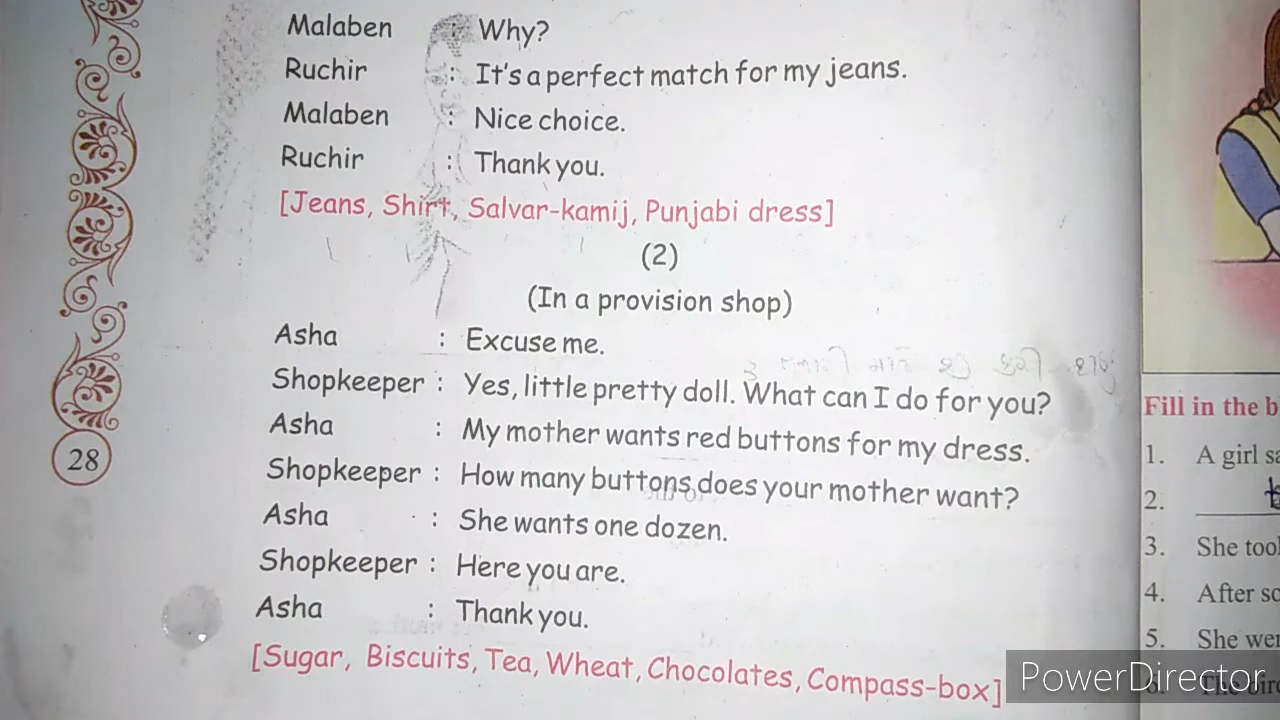 Malaben : Why?
Ruchir : It's a perfect match for my jeans.
Malaben : Nice choice.
Ruchir : Thank you.
[Jeans, Shirt, Salvar-kamij, Punjabi dress]
(2)
(In a provision shop)
Asha : Excuse me.
Shopkeeper : Yes, little pretty doll. What can I do for you?
Asha : My mother wants red buttons for my dress.
Shopkeeper : How many buttons does your mother want?
Asha : She wants one dozen.
Shopkeeper : Here you are.
Asha : Thank you.
[Sugar, Biscuits, Tea, Wheat, Chocolates, Compass-box]
28
Fill in the b
1. A girl sa
2.
3. She took
4. After so
5. She wer
PowerDirector